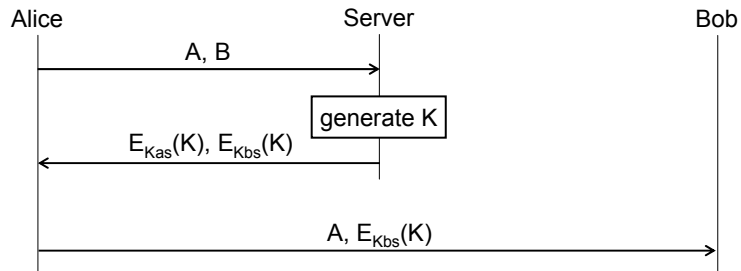 Alice Server Bob
A, B
generate K
E_Kas(K), E_Kbs(K)
A, E_Kbs(K)